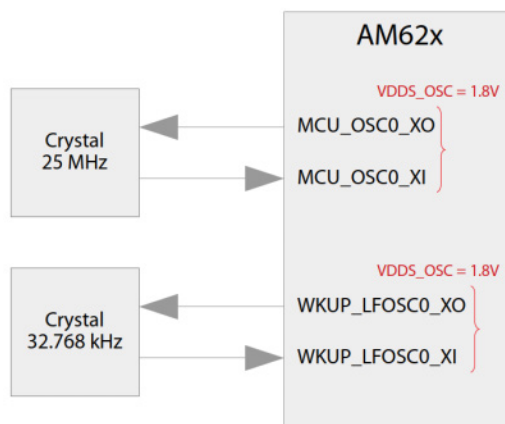 AM62x
VDDS_OSC = 1.8V
MCU_OSC0_XO
Crystal
25 MHz
MCU_OSC0_XI
VDDS_OSC = 1.8V
WKUP_LFOSC0_XO
Crystal
32.768 kHz
WKUP_LFOSC0_XI